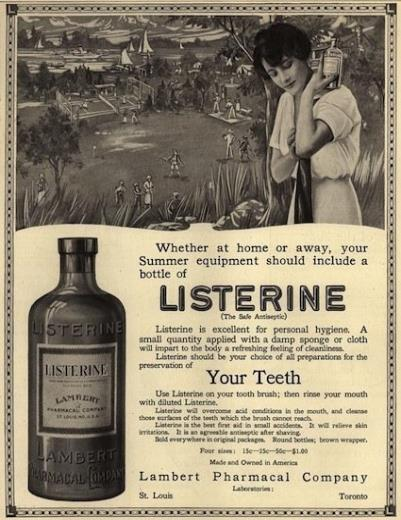 Whether at home or away, your
Summer equipment should include a
bottle of
LISTERINE
(The Safe Antiseptic)
Listerine is excellent for personal hygiene. A
small quantity applied with a damp sponge or cloth
will impart to the body a refreshing feeling of cleanliness.
Listerine should be your choice of all preparations for the
preservation of
Your Teeth
Use Listerine on your tooth brush; then rinse your mouth
with diluted Listerine.
Listerine will overcome acid conditions in the mouth, and cleanse
those surfaces of the teeth which the brush cannot reach.
Listerine is the best first aid in small accidents. It will relieve skin
irritations. It is an agreeable antiseptic after shaving.
Sold everywhere in original packages. Round bottles; brown wrapper.
Four sizes: 15c—25c—50c—$1.00
Made and Owned in America
Lambert Pharmacal Company
Laboratories:
St. Louis Toronto
LISTERINE
LISTERINE
LAMBERT
PHARMACAL COMPANY
ST. LOUIS, MO., U.S.A.
LAMBERT
PHARMACAL COMPANY